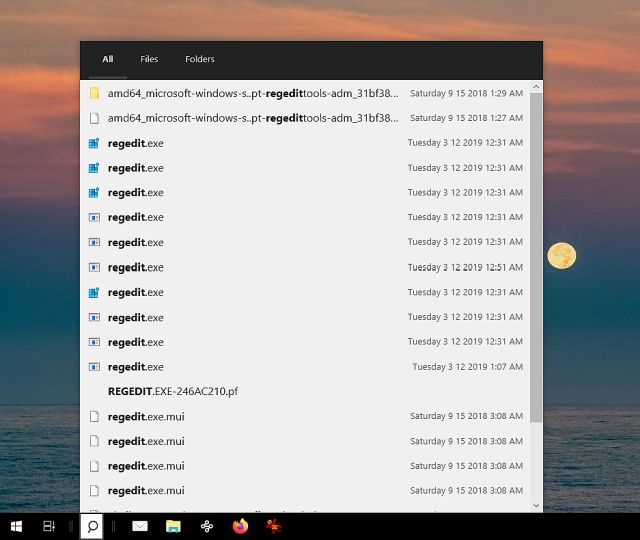 All Files Folders
amd64_microsoft-windows-s..pt-regedittools-adm_31bf38... Saturday 9 15 2018 1:29 AM
amd64_microsoft-windows-s..pt-regedittools-adm_31bf38... Saturday 9 15 2018 1:27 AM
regedit.exe Tuesday 3 12 2019 12:31 AM
regedit.exe
regedit.exe Tuesday 3 12 2019 12:31 AM
regedit.exe Tuesday 3 12 2019 12:31 AM
regedit.exe Tuesday 3 12 2019 12:31 AM
regedit.exe Tuesday 3 12 2019 12:51 AM
regedit.exe Tuesday 3 12 2019 12:31 AM
regedit.exe Tuesday 3 12 2019 12:31 AM
regedit.exe Tuesday 3 12 2019 12:31 AM
regedit.exe Tuesday 3 12 2019 1:07 AM
REGEDIT.EXE-246AC210.pf
regedit.exe.mui Saturday 9 15 2018 3:08 AM
regedit.exe.mui Saturday 9 15 2018 3:08 AM
regedit.exe.mui Saturday 9 15 2018 3:08 AM
regedit.exe.mui Saturday 9 15 2018 3:08 AM